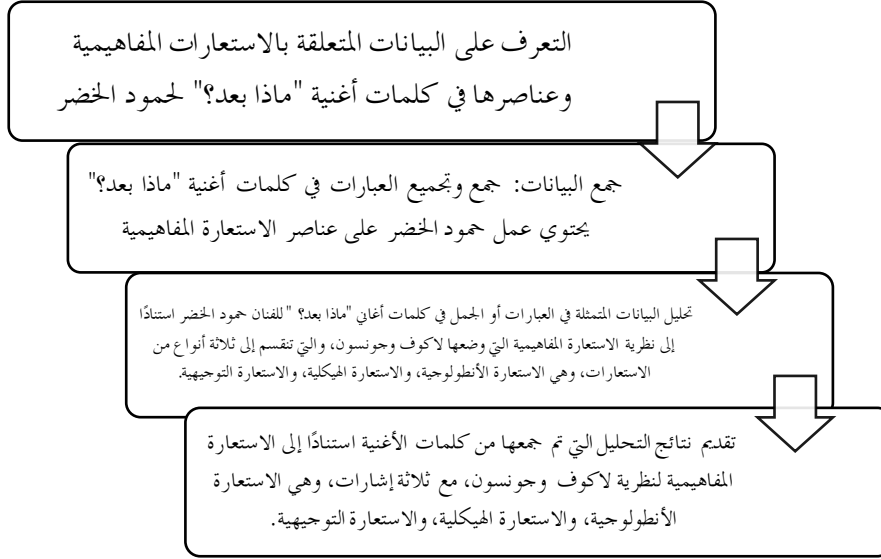 التعرف على البيانات المتعلقة بالاستعارات المفاهيمية
وعناصرها في كلمات أغنية "ماذا بعد؟" لحمود الخضر
جمع البيانات: جمع وتجميع العبارات في كلمات أغنية "ماذا بعد؟"
يحتوي عمل حمود الخضر على عناصر الاستعارة المفاهيمية
تحليل البيانات المتمثلة في العبارات أو الجمل في كلمات أغاني "ماذا بعد؟ " للفنان حمود الخضر استنادًا
إلى نظرية الاستعارة المفاهيمية التي وضعها لاكوف وجونسون، والتي تنقسم إلى ثلاثة أنواع من
الاستعارات، وهي الاستعارة الأنطولوجية، والاستعارة الهيكلية، والاستعارة التوجيهية.
تقديم نتائج التحليل التي تم جمعها من كلمات الأغنية استنادًا إلى الاستعارة
المفاهيمية لنظرية لاكوف وجونسون، مع ثلاثة إشارات، وهي الاستعارة
الأنطولوجية، والاستعارة الهيكلية، والاستعارة التوجيهية.